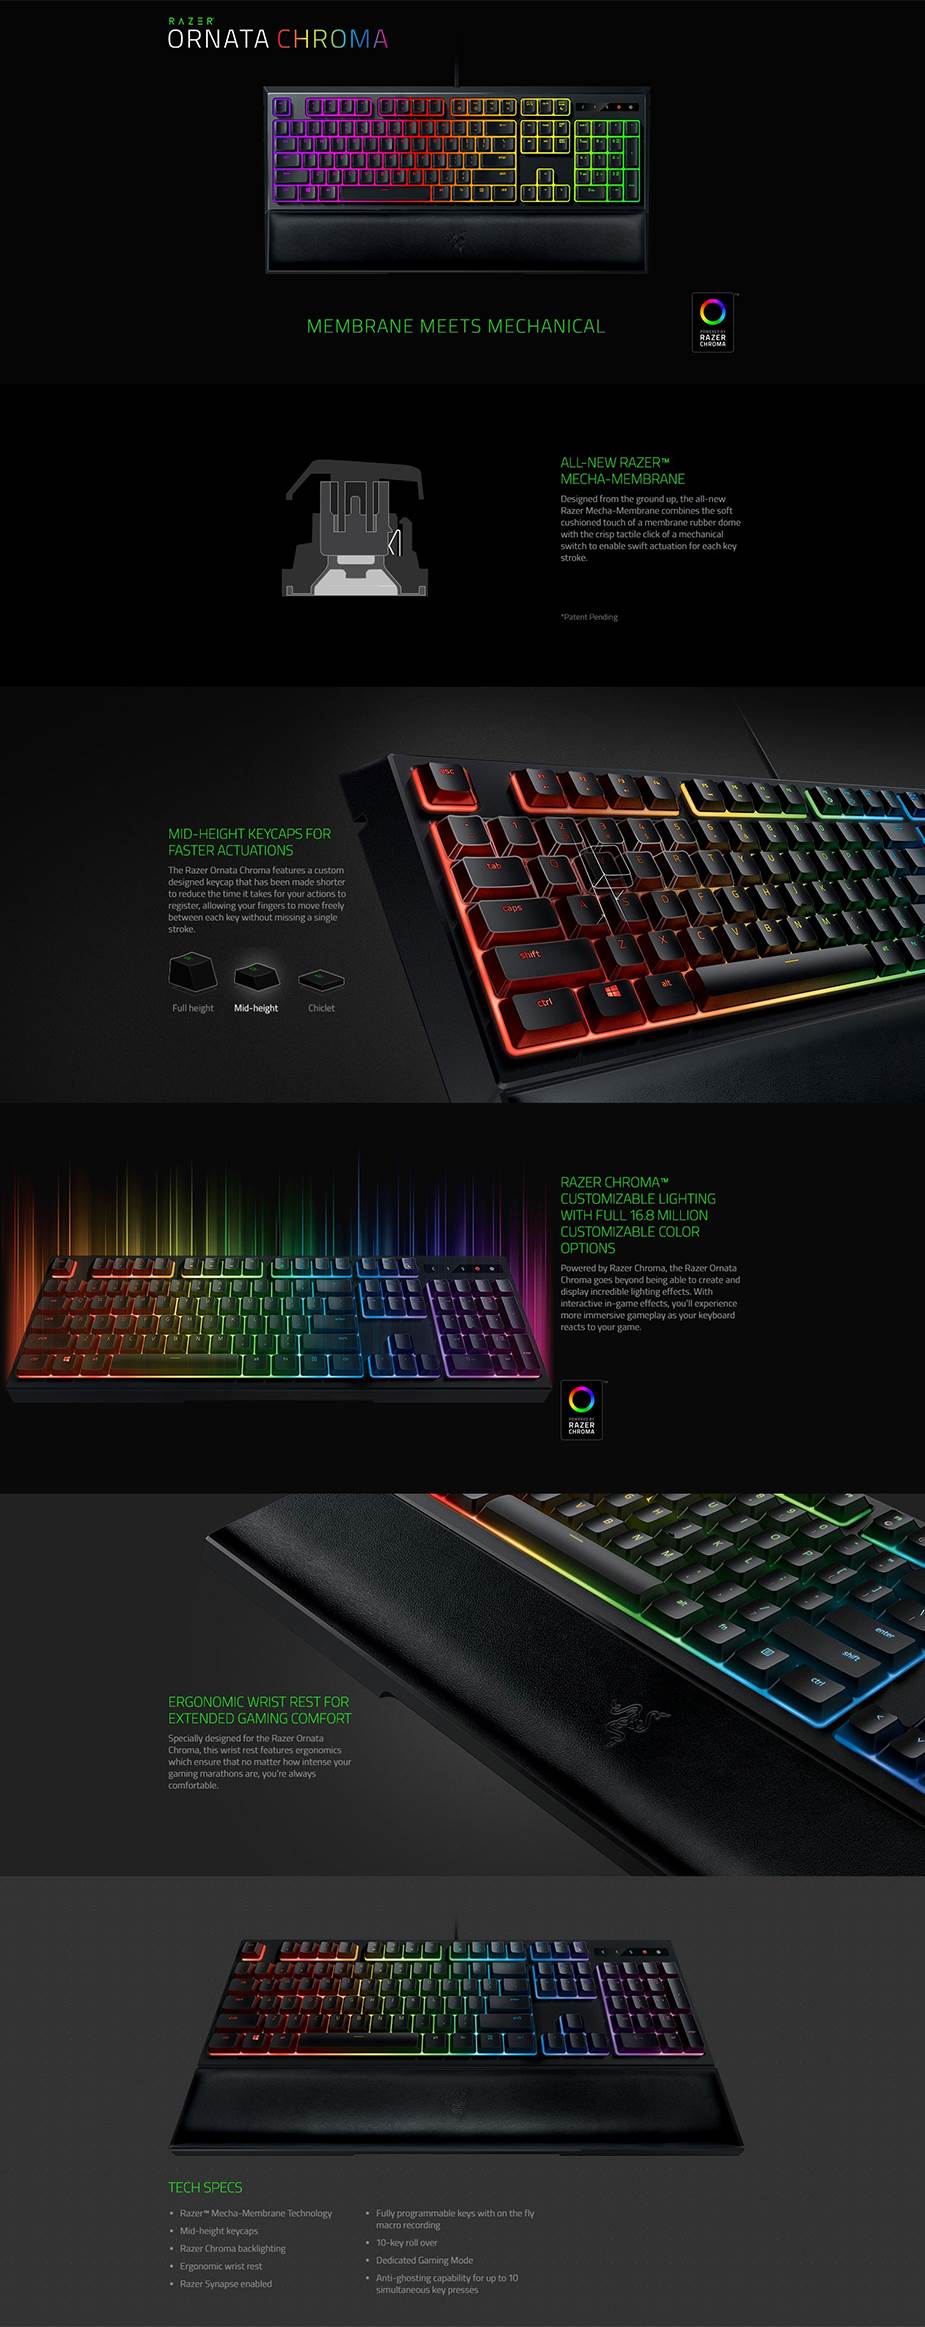 RAZER
ORNATA CHROMA
MEMBRANE MEETS MECHANICAL
POWERED BY
RAZER
CHROMA
ALL-NEW RAZER™
MECHA-MEMBRANE
Designed from the ground up, the all-new
Razer Mecha-Membrane combines the soft
cushioned touch of a membrane rubber dome
with the crisp tactile click of a mechanical
switch to enable swift actuation for each key
stroke.
*Patent Pending
MID-HEIGHT KEYCAPS FOR
FASTER ACTUATIONS
The Razer Ornata Chroma features a custom
designed keycap that has been made shorter
to reduce the time it takes for your actions to
register, allowing your fingers to move freely
between each key without missing a single
stroke.
Full height Mid-height Chiclet
esc F1 F2 F3 F4
tab
caps
shift
ctrl alt
RAZER CHROMA™
CUSTOMIZABLE LIGHTING
WITH FULL 16.8 MILLION
CUSTOMIZABLE COLOR
OPTIONS
Powered by Razer Chroma, the Razer Ornata
Chroma goes beyond being able to create and
display incredible lighting effects. With
interactive in-game effects, you'll experience
more immersive gameplay as your keyboard
reacts to your game.
POWERED BY
RAZER
CHROMA
alt fn ctrl shift enter
ERGONOMIC WRIST REST FOR
EXTENDED GAMING COMFORT
Specially designed for the Razer Ornata
Chroma, this wrist rest features ergonomics
which ensure that no matter how intense your
gaming marathons are, you're always
comfortable.
TECH SPECS
• Razer™ Mecha-Membrane Technology
• Mid-height keycaps
• Razer Chroma backlighting
• Ergonomic wrist rest
• Razer Synapse enabled
• Fully programmable keys with on the fly
macro recording
• 10-key roll over
• Dedicated Gaming Mode
• Anti-ghosting capability for up to 10
simultaneous key presses